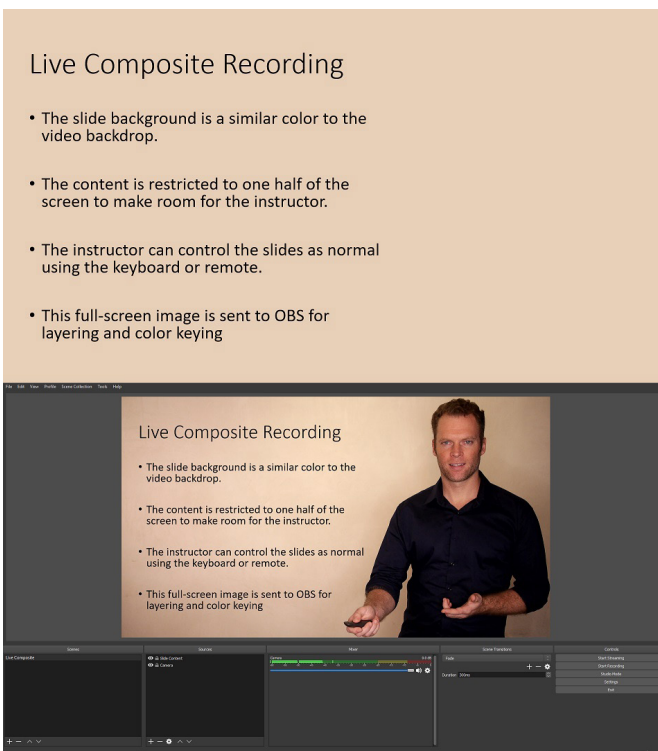 Live Composite Recording
• The slide background is a similar color to the
video backdrop.
• The content is restricted to one half of the
screen to make room for the instructor.
• The instructor can control the slides as normal
using the keyboard or remote.
• This full-screen image is sent to OBS for
layering and color keying
File Edit View Profile Scene Collection Tools Help
Live Composite Recording
• The slide background is a similar color to the
video backdrop.
• The content is restricted to one half of the
screen to make room for the instructor.
• The instructor can control the slides as normal
using the keyboard or remote.
• This full-screen image is sent to OBS for
layering and color keying
Scenes Sources Mixer Scene Transitions Controls
Live Composite
Slide Content
Camera
Camera 0.0 dB
Fade
Duration 300ms
Start Streaming
Start Recording
Studio Mode
Settings
Exit